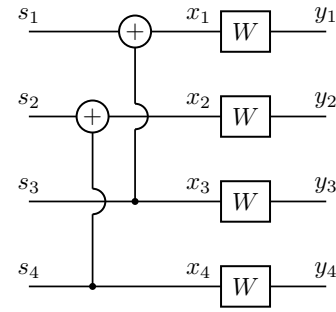 s₁ + x₁ W y₁
s₂ + x₂ W y₂
s₃ x₃ W y₃
s₄ x₄ W y₄